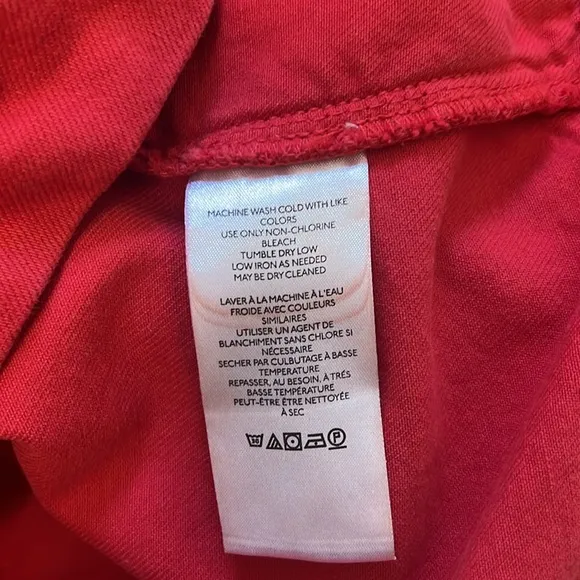 MACHINE WASH COLD WITH LIKE
COLORS
USE ONLY NON-CHLORINE
BLEACH
TUMBLE DRY LOW
LOW IRON AS NEEDED
MAY BE DRY CLEANED
LAVER À LA MACHINE À L'EAU
FROIDE AVEC COULEURS
SIMILAIRES
UTILISER UN AGENT DE
BLANCHIMENT SANS CHLORE SI
NÉCESSAIRE
SECHER PAR CULBUTAGE À BASSE
TEMPERATURE
REPASSER, AU BESOIN, À TRÉS
BASSE TEMPÉRATURE
PEUT-ÊTRE ÊTRE NETTOYÉE
À SEC
P